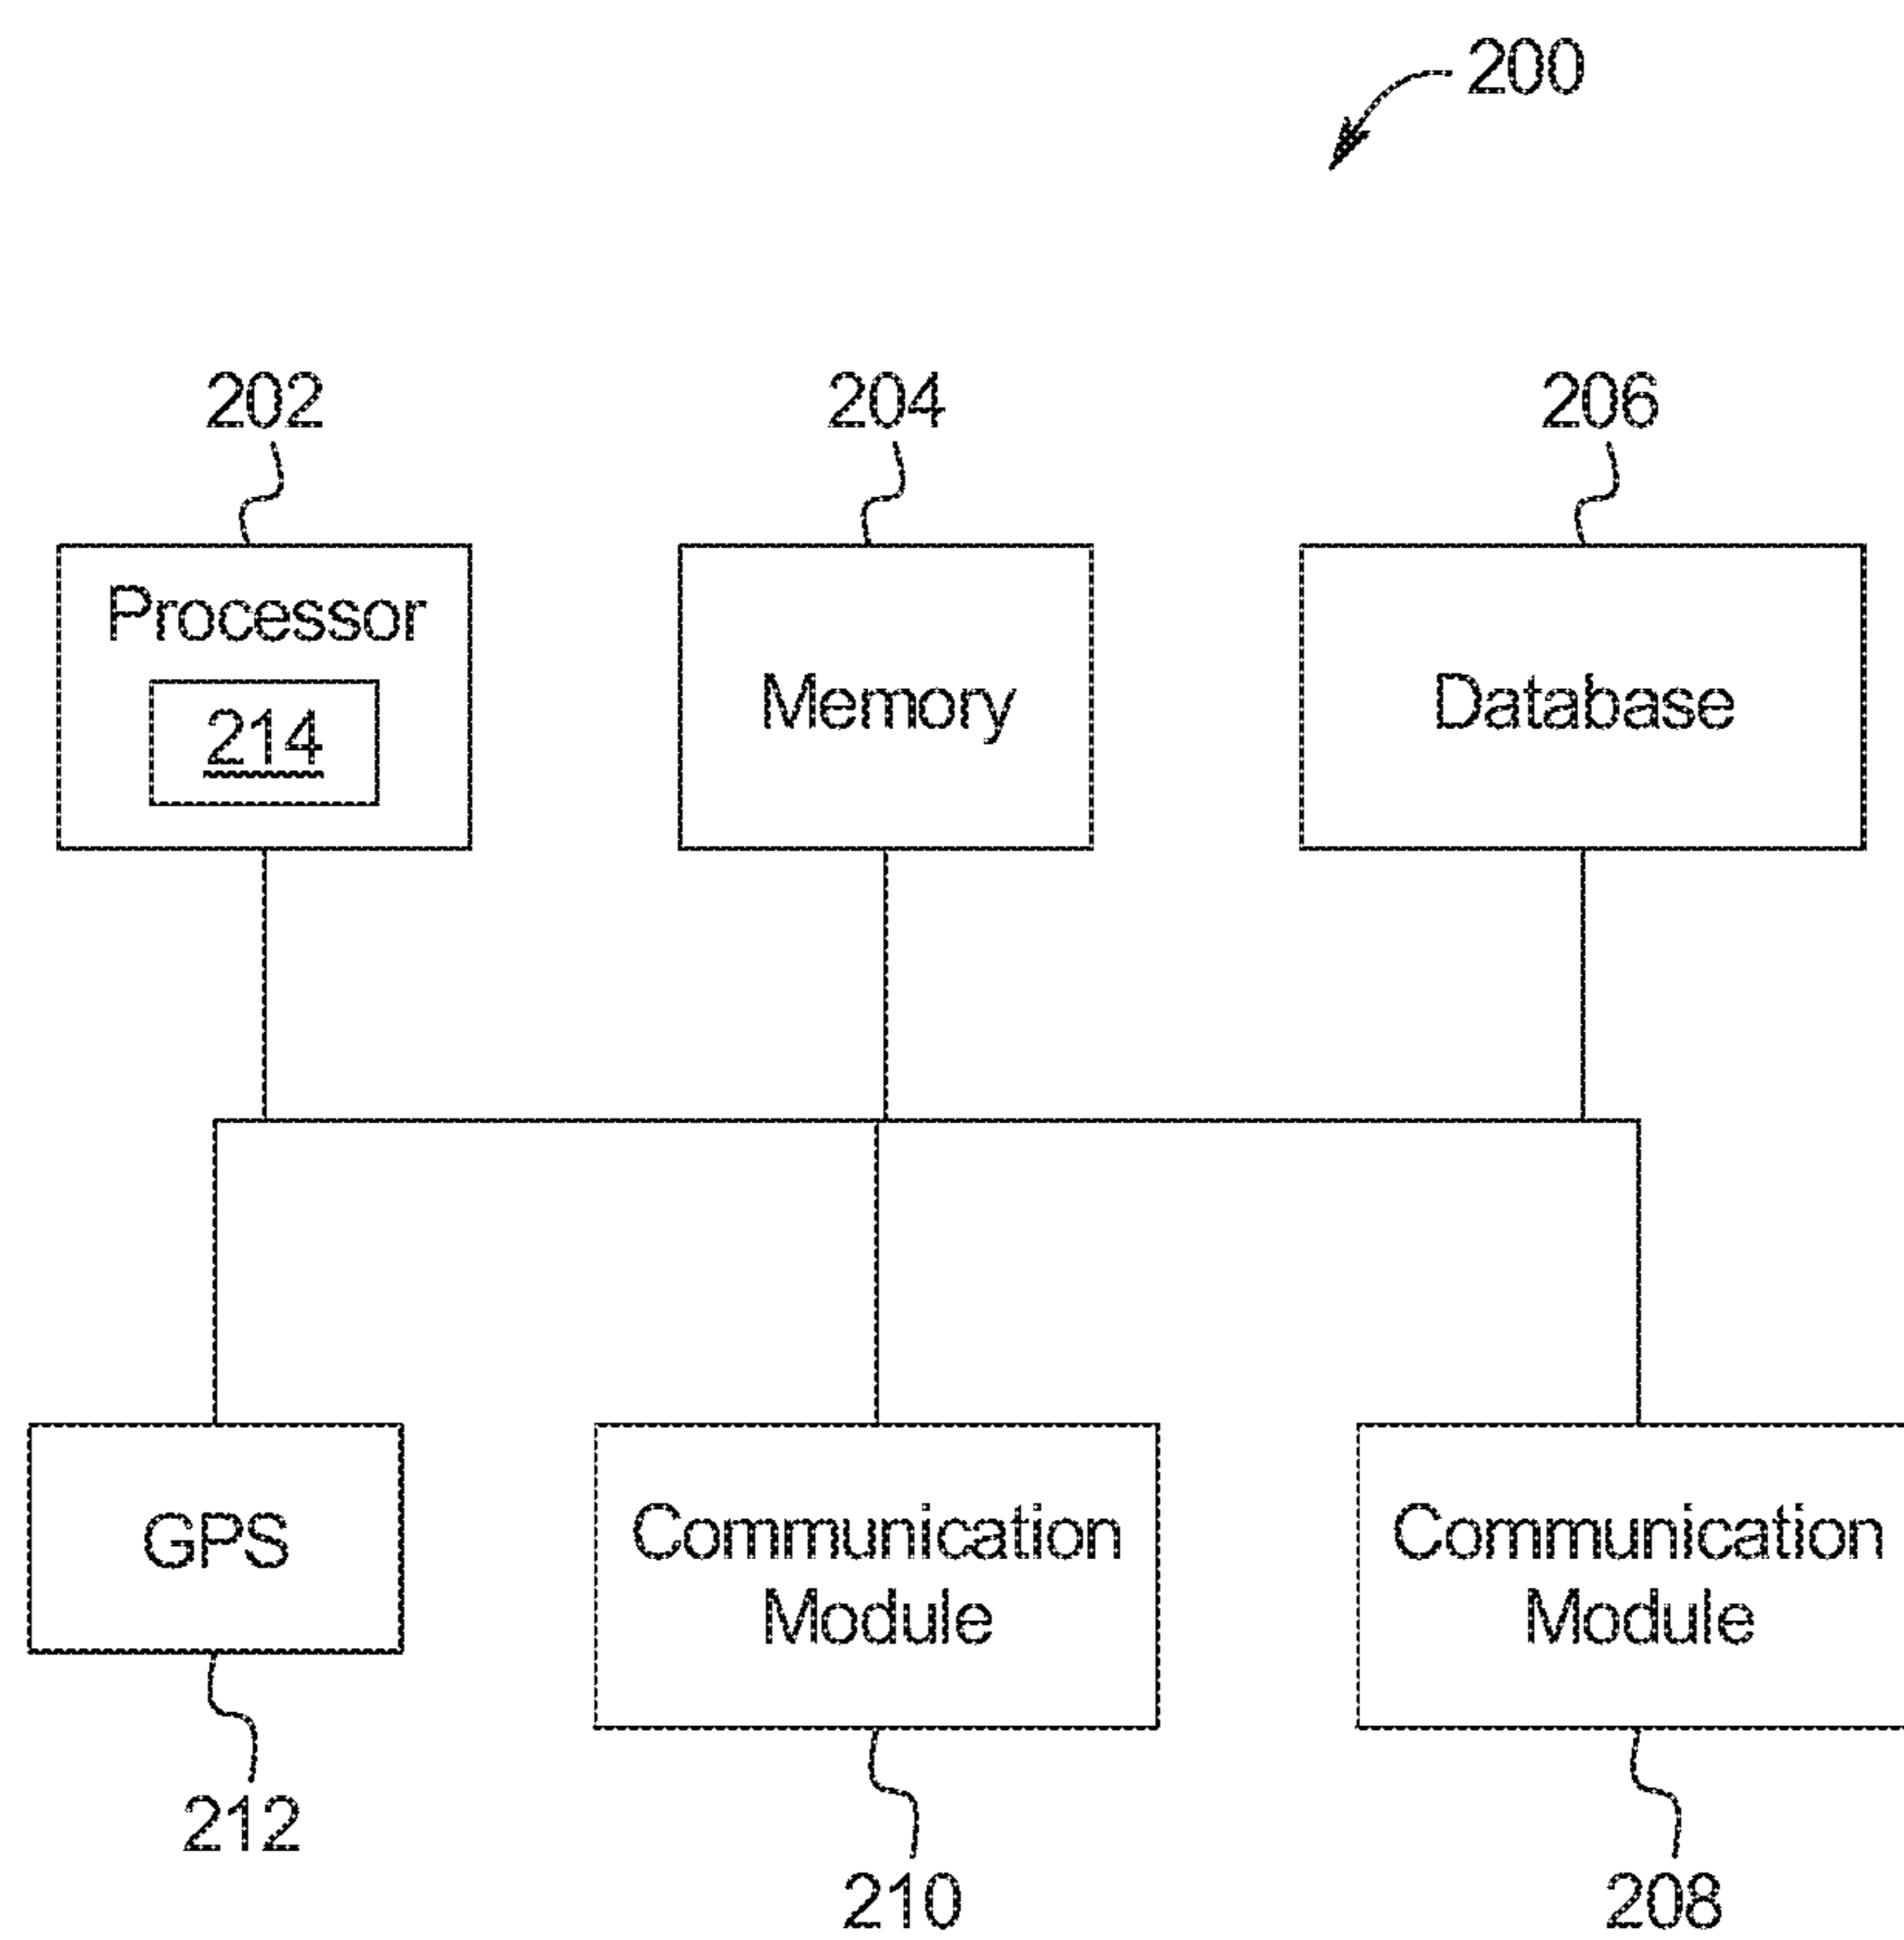 200
202
204
206
Processor
214
Memory
Database
GPS
Communication
Module
Communication
Module
212
210
208